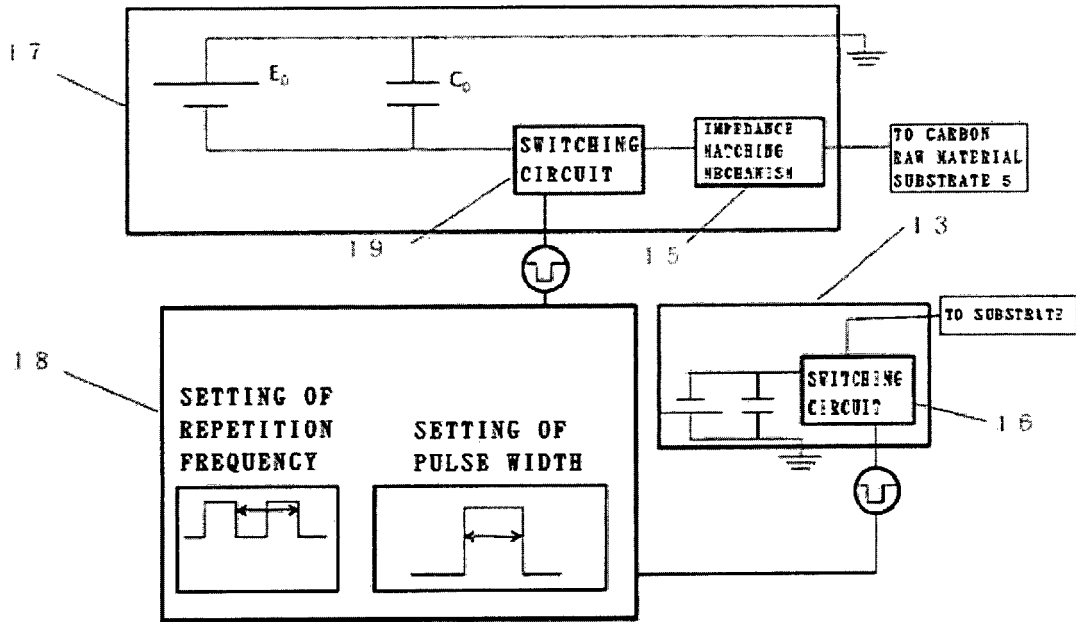 17
E0
C0
SWITCHING
CIRCUIT
IMPEDANCE
MATCHING
MECHANISM
TO CARBON
RAW MATERIAL
SUBSTRATE 5
19
15
13
18
TO SUBSTRATE
SWITCHING
CIRCUIT
16
SETTING OF
REPETITION
FREQUENCY
SETTING OF
PULSE WIDTH